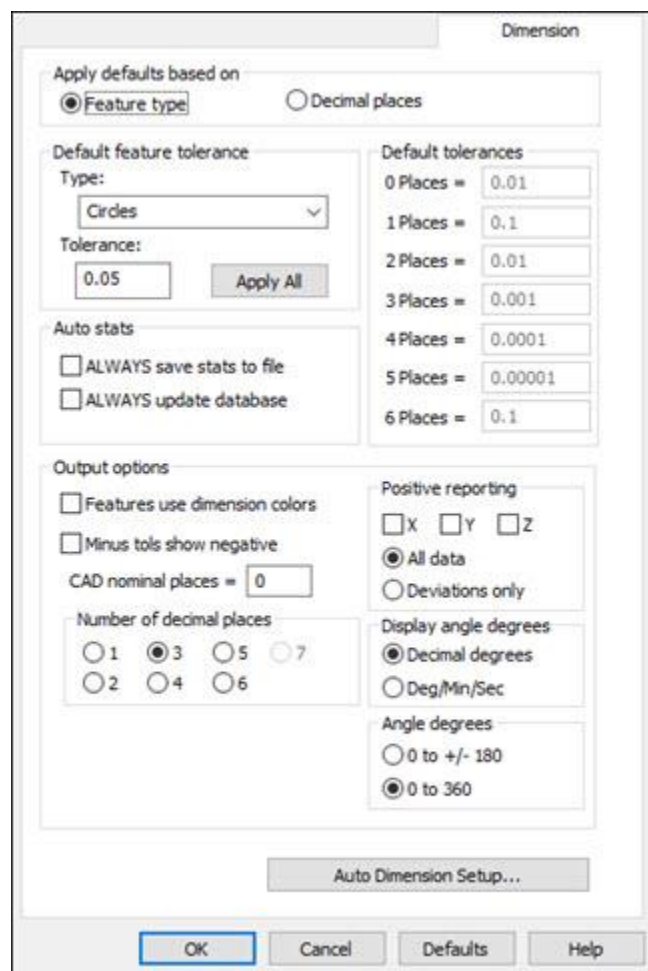 Dimension
Apply defaults based on
Feature type
Decimal places
Default feature tolerance
Type:
Circles
Tolerance:
0.05
Apply All
Default tolerances
0 Places = 0.01
1 Places = 0.1
2 Places = 0.01
3 Places = 0.001
4 Places = 0.0001
5 Places = 0.00001
6 Places = 0.1
Auto stats
ALWAYS save stats to file
ALWAYS update database
Output options
Features use dimension colors
Minus tols show negative
CAD nominal places = 0
Number of decimal places
1 3 5 7
2 4 6
Positive reporting
X Y Z
All data
Deviations only
Display angle degrees
Decimal degrees
Deg/Min/Sec
Angle degrees
0 to +/- 180
0 to 360
Auto Dimension Setup...
OK Cancel Defaults Help